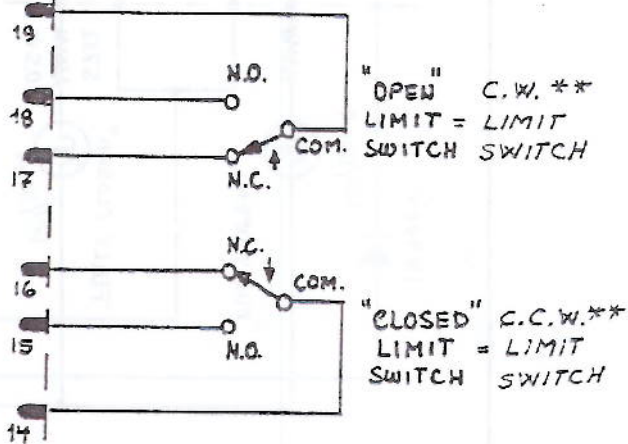 19
N.O.
"OPEN" C.W. **
18
LIMIT = LIMIT
COM. SWITCH SWITCH
17
N.C.
N.C.
16
COM.
"CLOSED" C.C.W.**
15
LIMIT = LIMIT
N.O.
SWITCH SWITCH
14